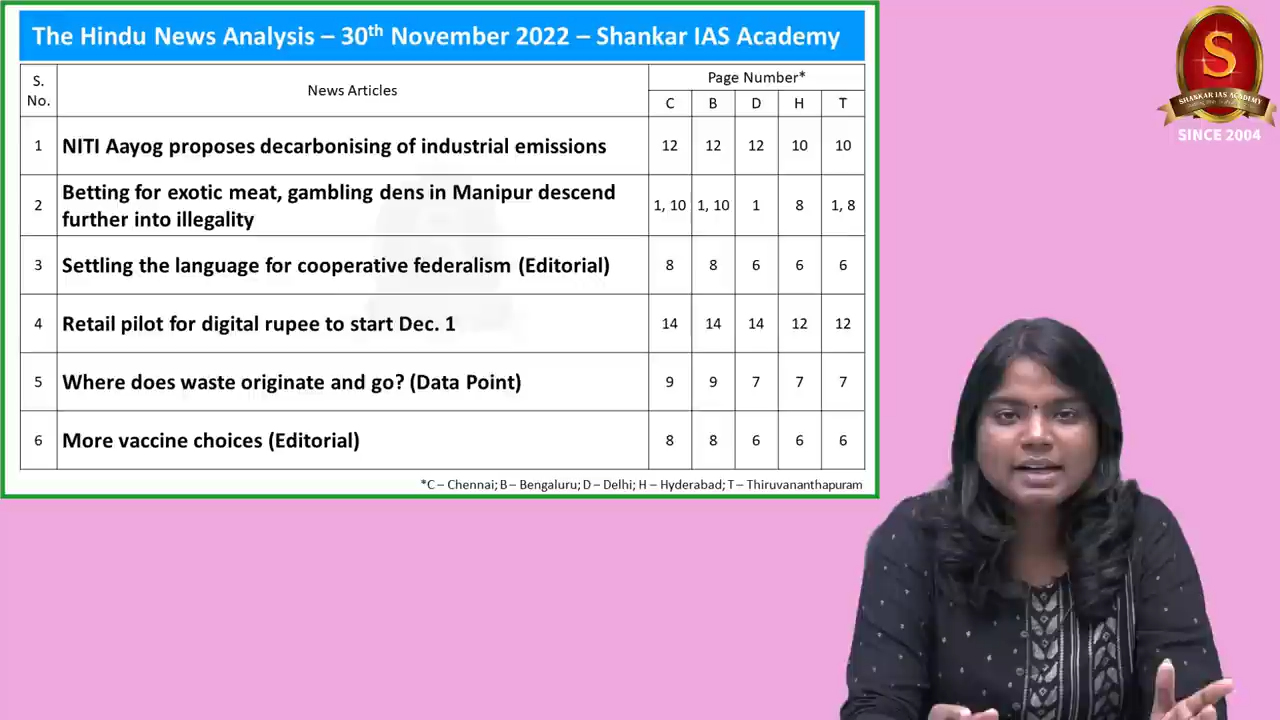 The Hindu News Analysis – 30th November 2022 – Shankar IAS Academy
S. No. News Articles Page Number*
C B D H T
1 NITI Aayog proposes decarbonising of industrial emissions 12 12 12 10 10
2 Betting for exotic meat, gambling dens in Manipur descend
further into illegality 1, 10 1, 10 1 8 1, 8
3 Settling the language for cooperative federalism (Editorial) 8 8 6 6 6
4 Retail pilot for digital rupee to start Dec. 1 14 14 14 12 12
5 Where does waste originate and go? (Data Point) 9 9 7 7 7
6 More vaccine choices (Editorial) 8 8 6 6 6
*C – Chennai; B – Bengaluru; D – Delhi; H – Hyderabad; T – Thiruvananthapuram
S
SHANKAR IAS ACADEMY
SINCE 2004